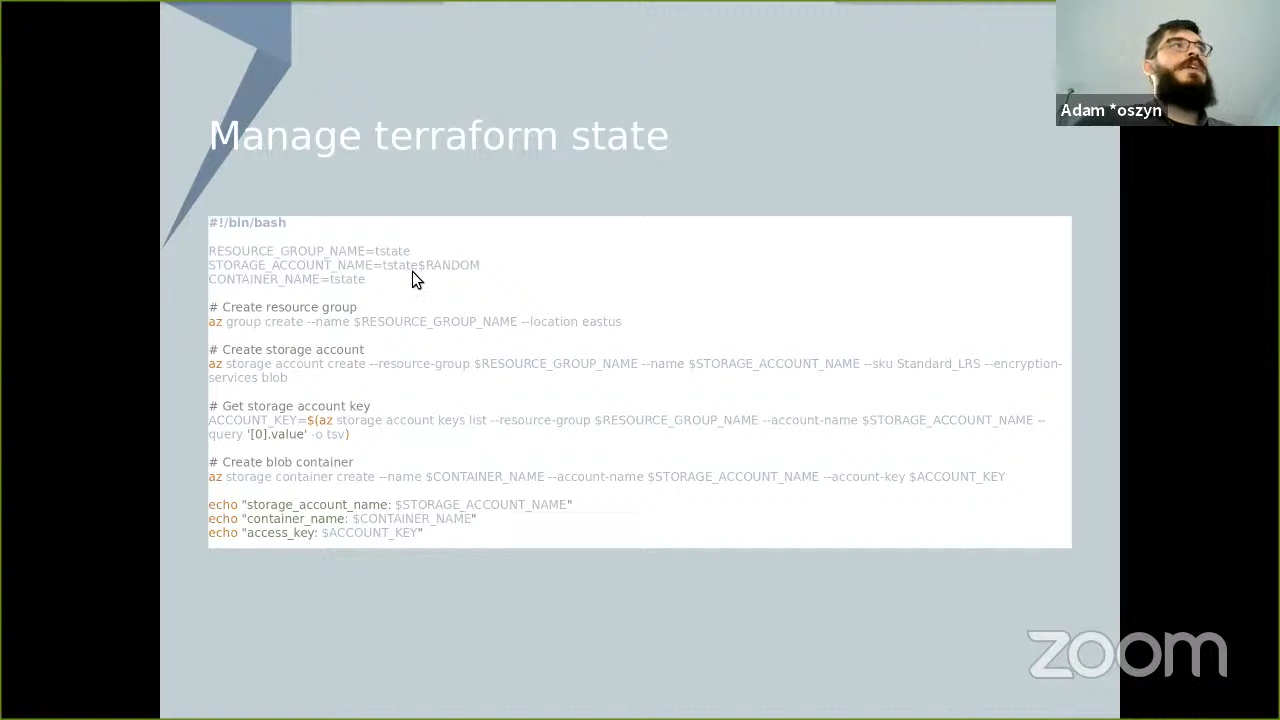 Manage terraform state
#!/bin/bash
RESOURCE_GROUP_NAME=tstate
STORAGE_ACCOUNT_NAME=tstate$RANDOM
CONTAINER_NAME=tstate
# Create resource group
az group create --name $RESOURCE_GROUP_NAME --location eastus
# Create storage account
az storage account create --resource-group $RESOURCE_GROUP_NAME --name $STORAGE_ACCOUNT_NAME --sku Standard_LRS --encryption-
services blob
# Get storage account key
ACCOUNT_KEY=$(az storage account keys list --resource-group $RESOURCE_GROUP_NAME --account-name $STORAGE_ACCOUNT_NAME --
query '[0].value' -o tsv)
# Create blob container
az storage container create --name $CONTAINER_NAME --account-name $STORAGE_ACCOUNT_NAME --account-key $ACCOUNT_KEY
echo "storage_account_name: $STORAGE_ACCOUNT_NAME"
echo "container_name: $CONTAINER_NAME"
echo "access_key: $ACCOUNT_KEY"
Adam *oszyn
zoom